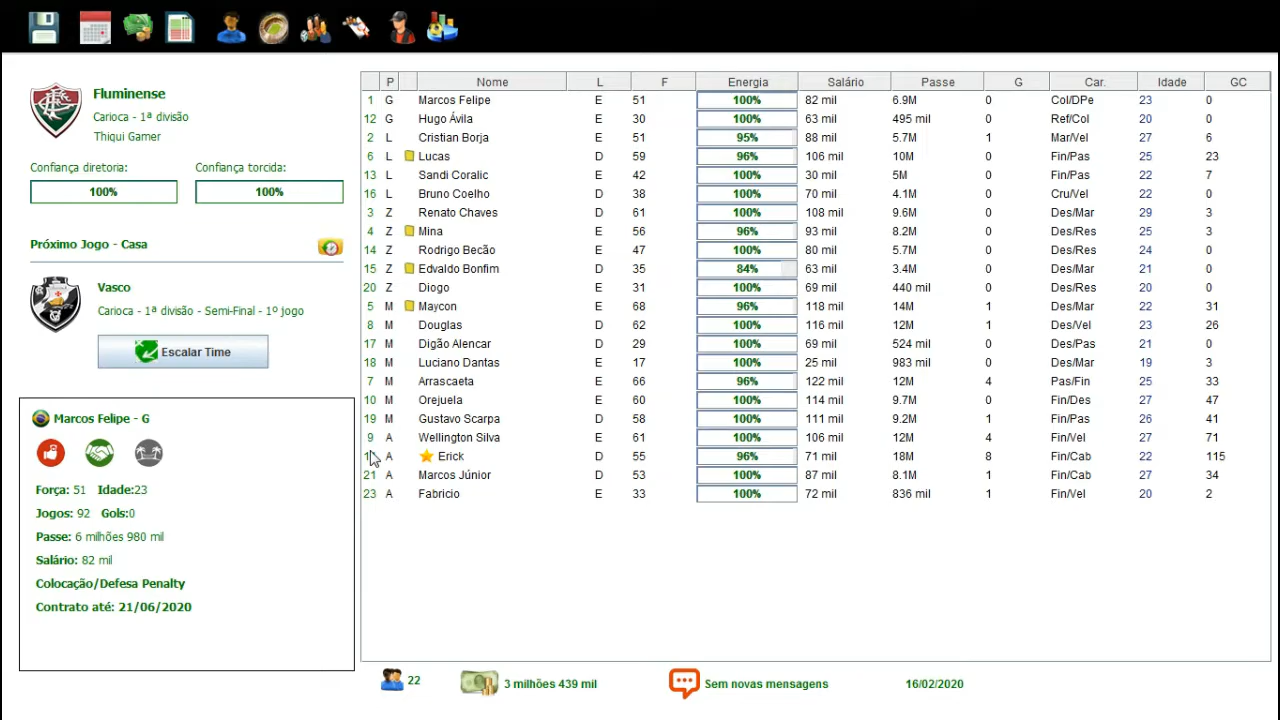 Fluminense
Carioca - 1ª divisão
Thiqui Gamer
Confiança diretoria: Confiança torcida:
100% 100%
Próximo Jogo - Casa
Vasco
Carioca - 1ª divisão - Semi-Final - 1º jogo
Escalar Time
Marcos Felipe - G
Força: 51 Idade:23
Jogos: 92 Gols:0
Passe: 6 milhões 980 mil
Salário: 82 mil
Colocação/Defesa Penalty
Contrato até: 21/06/2020
P Nome L F Energia Salário Passe G Car. Idade GC
1 G Marcos Felipe E 51 100% 82 mil 6.9M 0 Col/DPe 23 0
12 G Hugo Ávila E 30 100% 63 mil 495 mil 0 Ref/Col 20 0
2 L Cristian Borja E 51 95% 88 mil 5.7M 1 Mar/Vel 27 6
6 L Lucas D 59 96% 106 mil 10M 0 Fin/Pas 25 23
13 L Sandi Coralic E 42 100% 30 mil 5M 0 Fin/Pas 22 7
16 L Bruno Coelho D 38 100% 70 mil 4.1M 0 Cru/Vel 22 0
3 Z Renato Chaves D 61 100% 108 mil 9.6M 0 Des/Mar 29 3
4 Z Mina E 56 96% 93 mil 8.2M 0 Des/Res 25 3
14 Z Rodrigo Becão E 47 100% 80 mil 5.7M 0 Des/Res 24 0
15 Z Edvaldo Bonfim D 35 84% 63 mil 3.4M 0 Des/Mar 21 0
20 Z Diogo E 31 100% 69 mil 440 mil 0 Des/Res 20 0
5 M Maycon E 68 96% 118 mil 14M 1 Des/Mar 22 31
8 M Douglas D 62 100% 116 mil 12M 1 Des/Vel 23 26
17 M Digão Alencar D 29 100% 69 mil 524 mil 0 Des/Pas 21 0
18 M Luciano Dantas E 17 100% 25 mil 983 mil 0 Des/Mar 19 3
7 M Arrascaeta E 66 96% 122 mil 12M 4 Pas/Fin 25 33
10 M Orejuela E 60 100% 114 mil 9.7M 0 Fin/Des 27 47
19 M Gustavo Scarpa D 58 100% 111 mil 9.2M 1 Fin/Pas 26 41
9 A Wellington Silva E 61 100% 106 mil 12M 4 Fin/Vel 27 71
A Erick D 55 96% 71 mil 18M 8 Fin/Cab 22 115
21 A Marcos Júnior D 53 100% 87 mil 8.1M 1 Fin/Cab 27 34
23 A Fabricio E 33 100% 72 mil 836 mil 1 Fin/Vel 20 2
22 3 milhões 439 mil Sem novas mensagens 16/02/2020